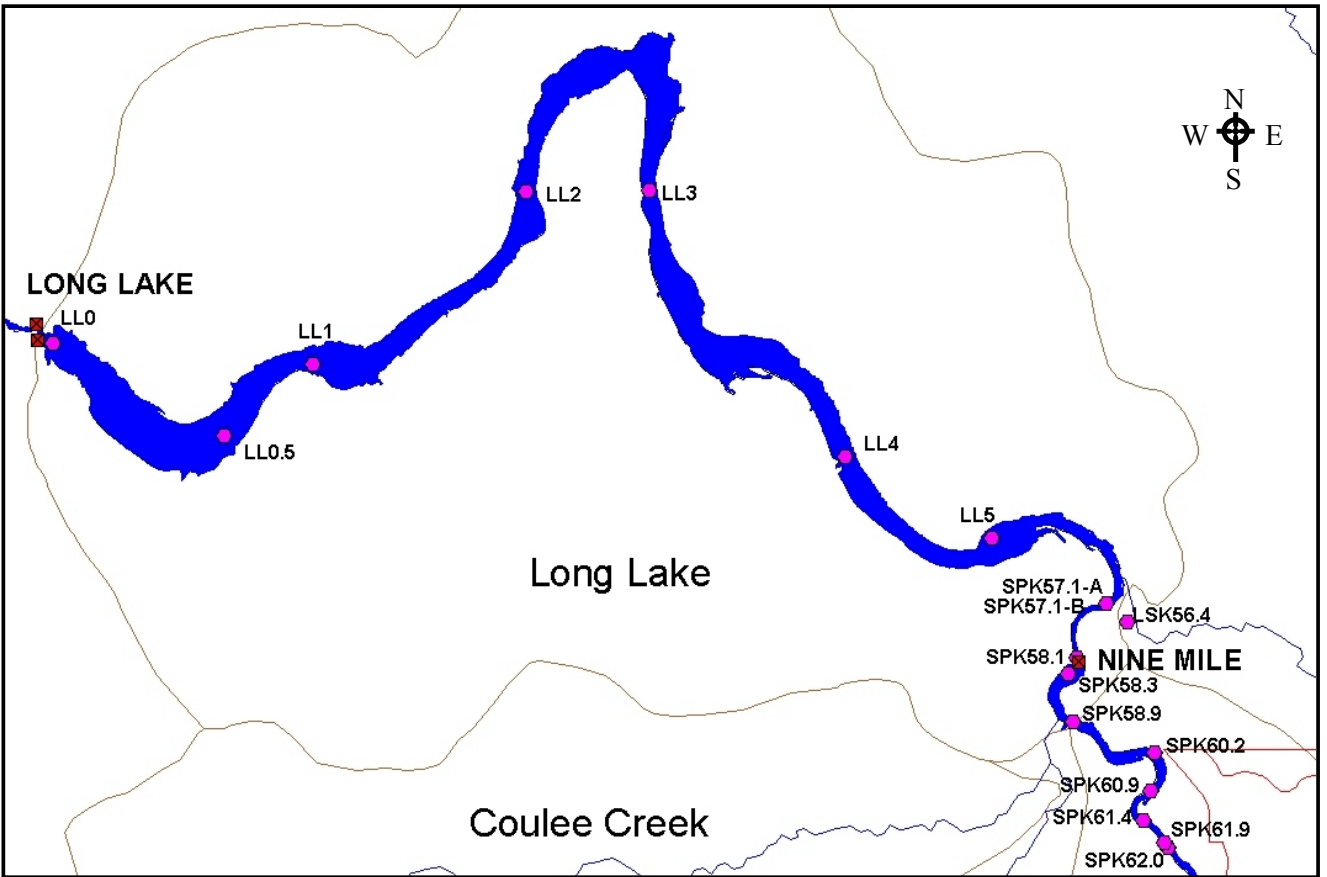 N
W E
S
LL2
LL3
LONG LAKE
LL0
LL1
LL0.5
LL4
LL5
Long Lake
SPK57.1-A
SPK57.1-B
LSK56.4
SPK58.1
NINE MILE
SPK58.3
SPK58.9
SPK60.2
SPK60.9
SPK61.4
SPK61.9
Coulee Creek
SPK62.0